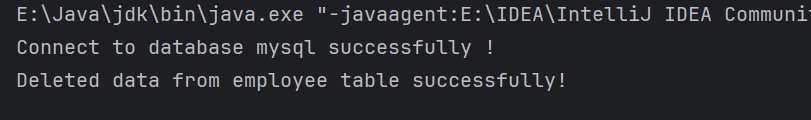 E:\Java\jdk\bin\java.exe "-javaagent:E:\IDEA\IntelliJ IDEA Communi
Connect to database mysql successfully !
Deleted data from employee table successfully!